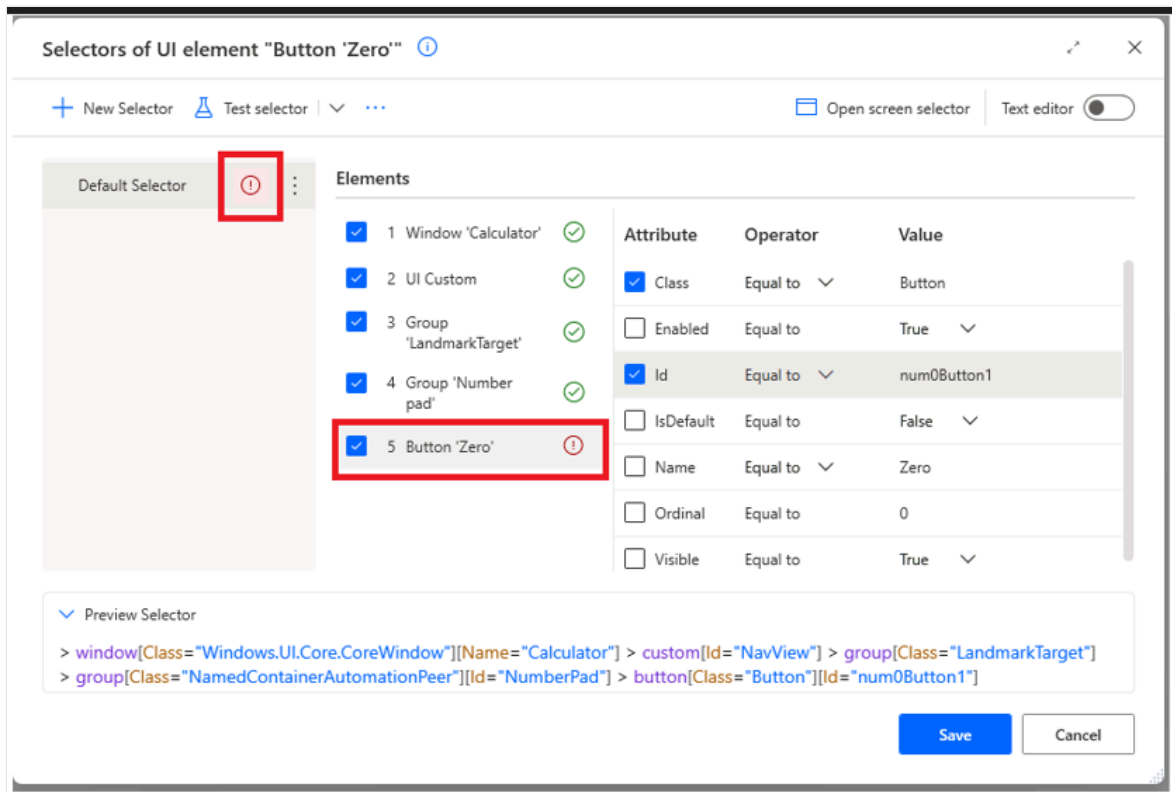 Selectors of UI element "Button 'Zero'"
New Selector Test selector Open screen selector Text editor
Default Selector
Elements
1 Window 'Calculator'
2 UI Custom
3 Group
'LandmarkTarget'
4 Group 'Number
pad'
5 Button 'Zero'
Attribute Operator Value
Class Equal to Button
Enabled Equal to True
Id Equal to num0Button1
IsDefault Equal to False
Name Equal to Zero
Ordinal Equal to 0
Visible Equal to True
Preview Selector
> window[Class="Windows.UI.Core.CoreWindow"][Name="Calculator"] > custom[Id="NavView"] > group[Class="LandmarkTarget"]
> group[Class="NamedContainerAutomationPeer"][Id="NumberPad"] > button[Class="Button"][Id="num0Button1"]
Save Cancel